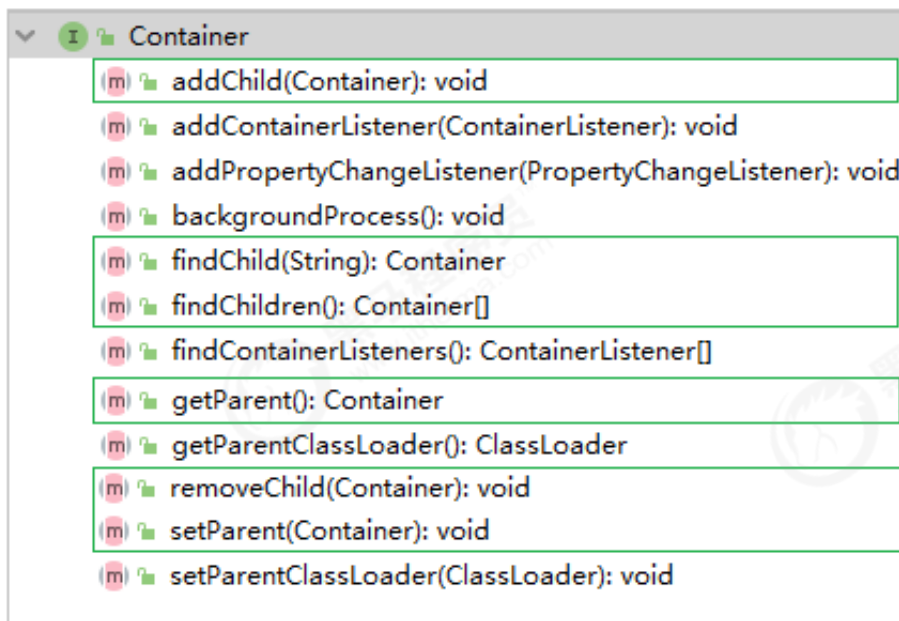 I Container
m addChild(Container): void
m addContainerListener(ContainerListener): void
m addPropertyChangeListener(PropertyChangeListener): void
m backgroundProcess(): void
m findChild(String): Container
m findChildren(): Container[]
m findContainerListeners(): ContainerListener[]
m getParent(): Container
m getParentClassLoader(): ClassLoader
m removeChild(Container): void
m setParent(Container): void
m setParentClassLoader(ClassLoader): void